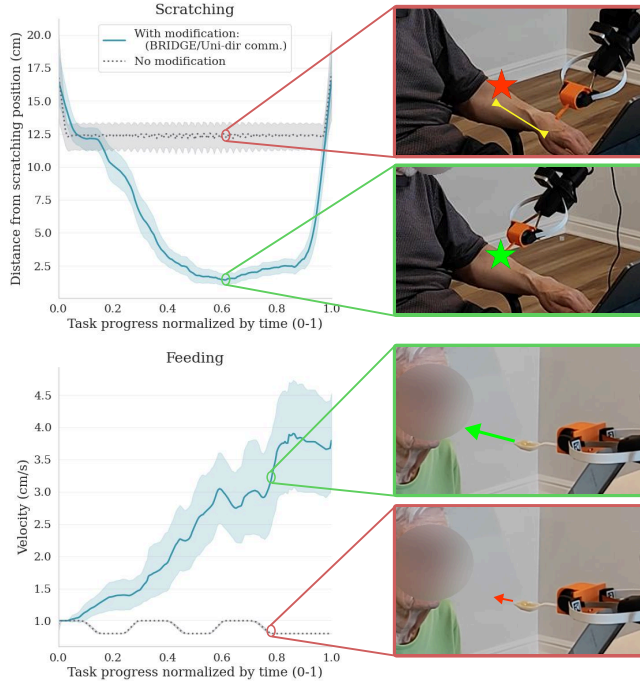 Scratching
Distance from scratching position (cm)
20.0
17.5
15.0
12.5
10.0
7.5
5.0
2.5
With modification:
(BRIDGE/Uni-dir comm.)
No modification
0.0 0.2 0.4 0.6 0.8 1.0
Task progress normalized by time (0-1)
Feeding
Velocity (cm/s)
4.5
4.0
3.5
3.0
2.5
2.0
1.5
1.0
0.0 0.2 0.4 0.6 0.8 1.0
Task progress normalized by time (0-1)